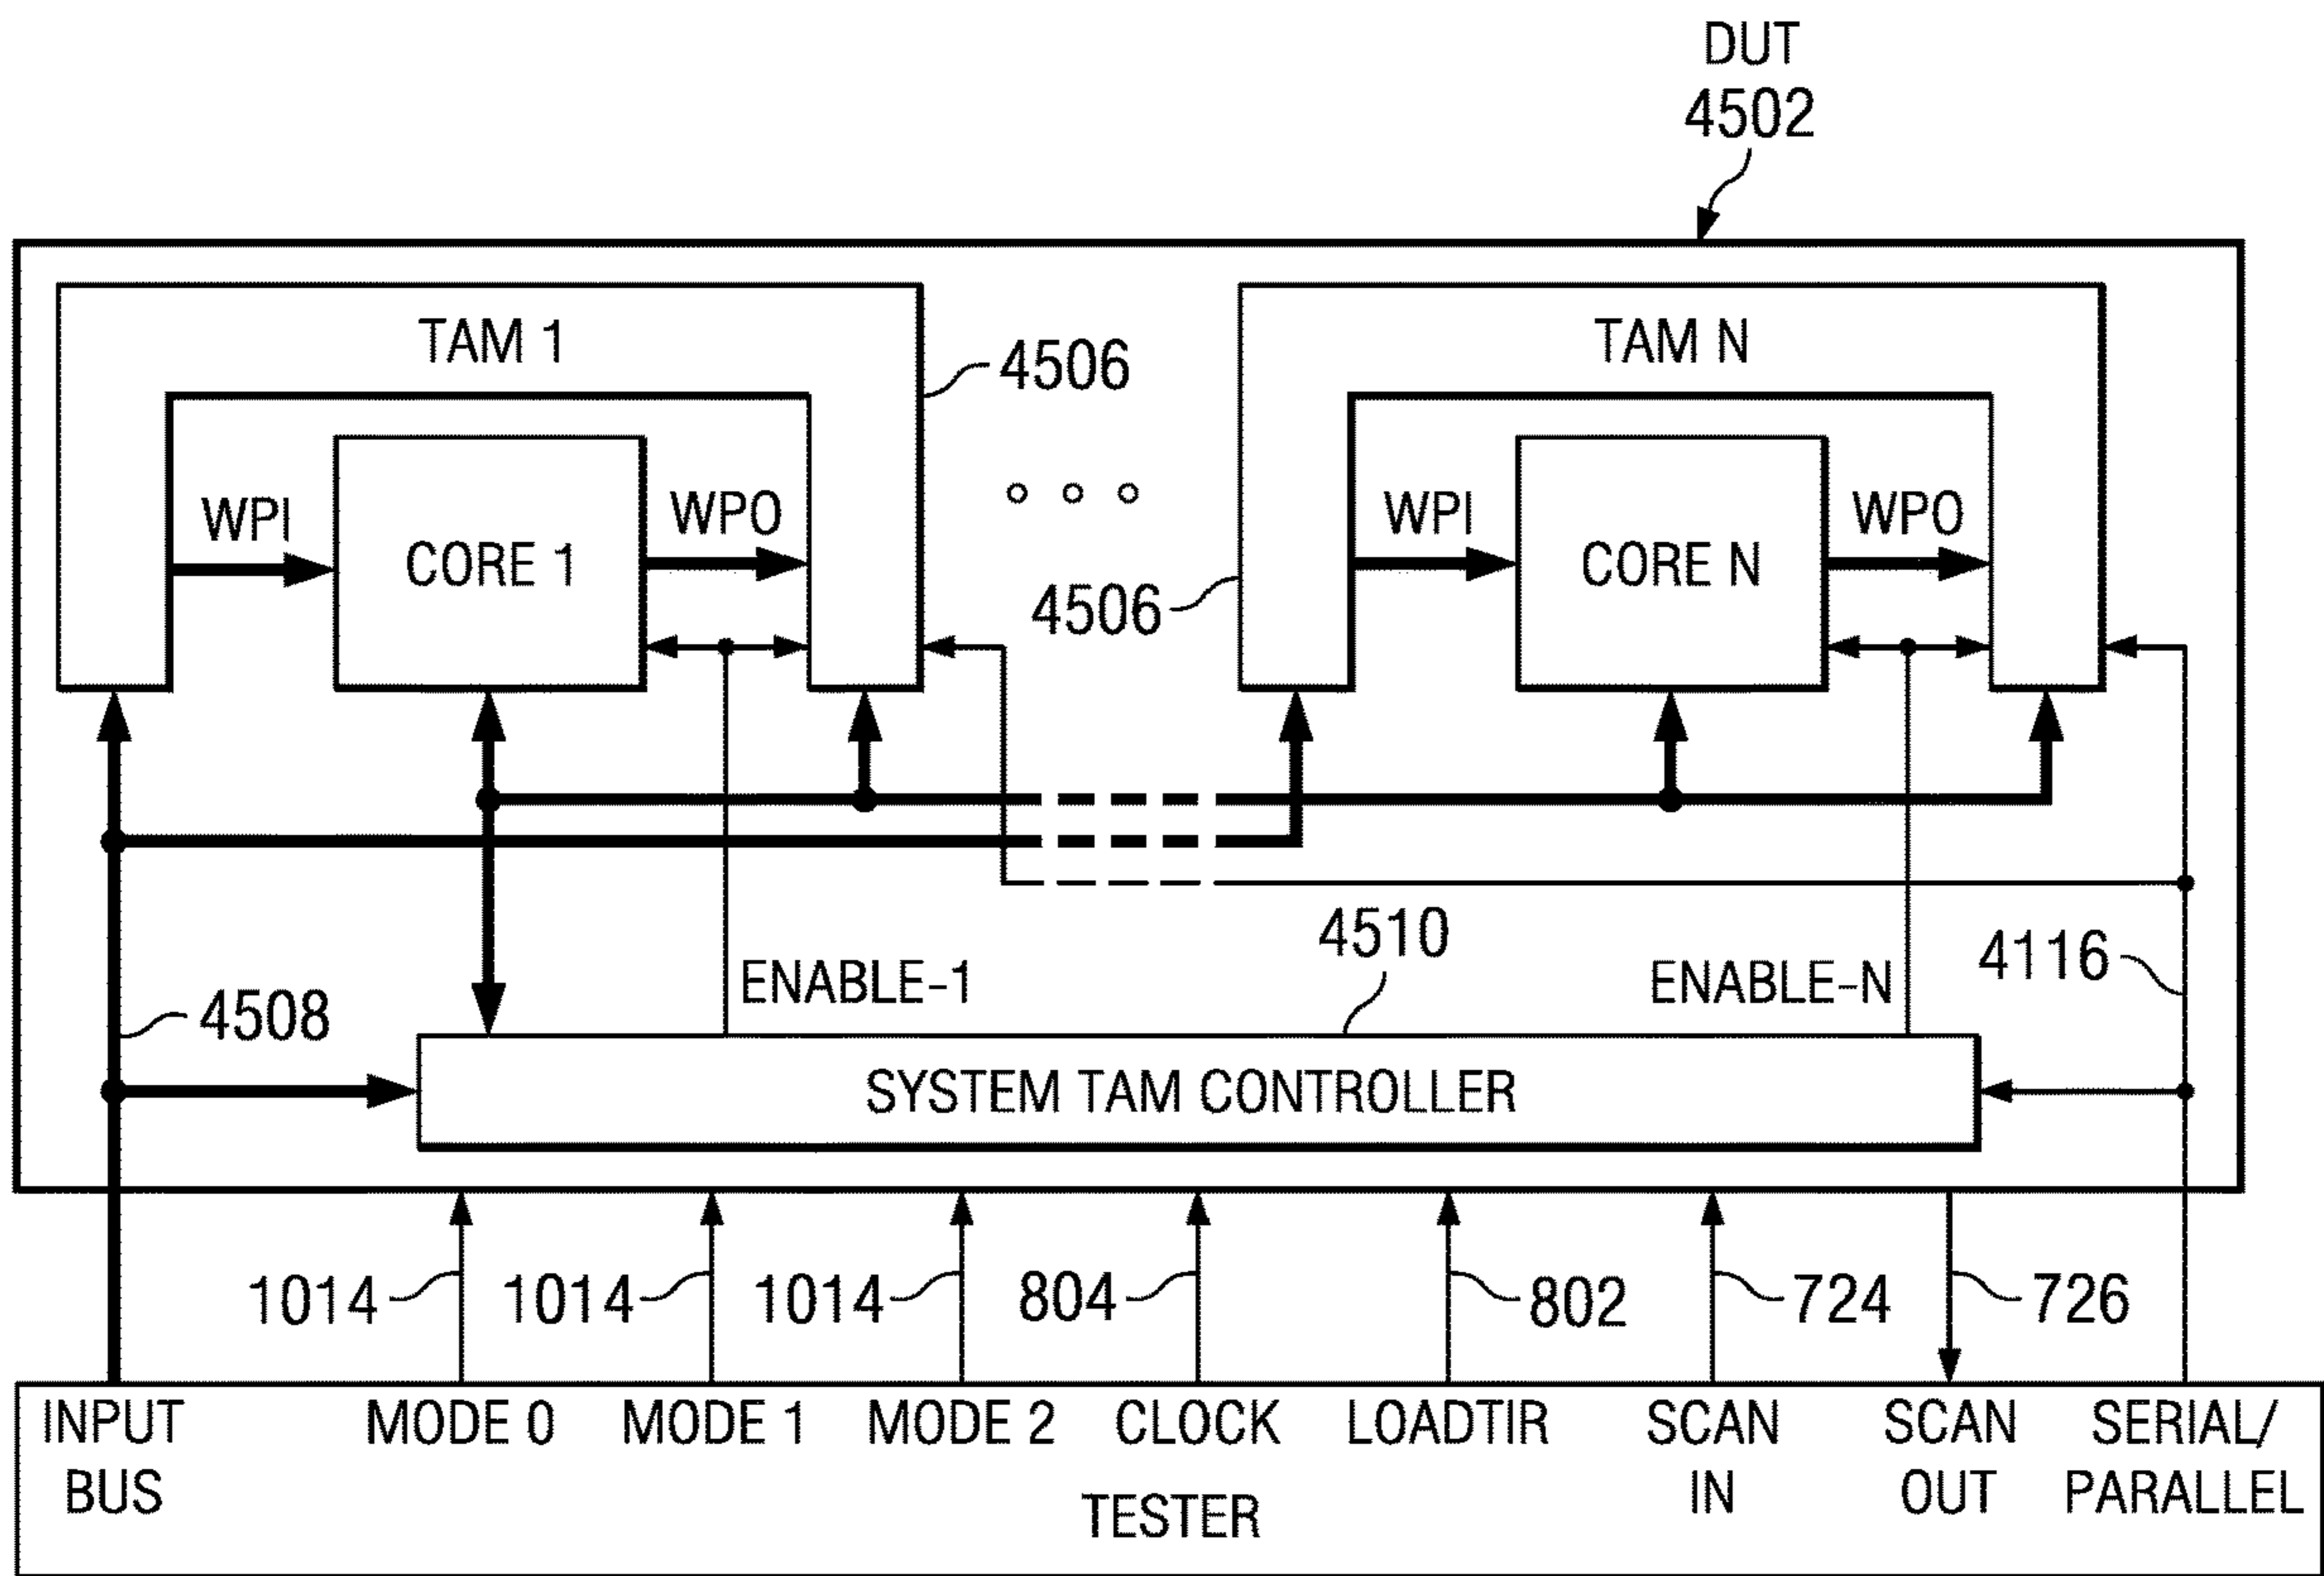 DUT
4502
TAM 1
TAM N
4506
WPI
WPO
WPI
WPO
CORE 1
CORE N
4506
4510
4116
ENABLE-1
ENABLE-N
4508
SYSTEM TAM CONTROLLER
1014
1014
1014
804
802
724
726
INPUT BUS
MODE 0
MODE 1
MODE 2
CLOCK
LOADTIR
SCAN IN
SCAN OUT
SERIAL/
PARALLEL
TESTER